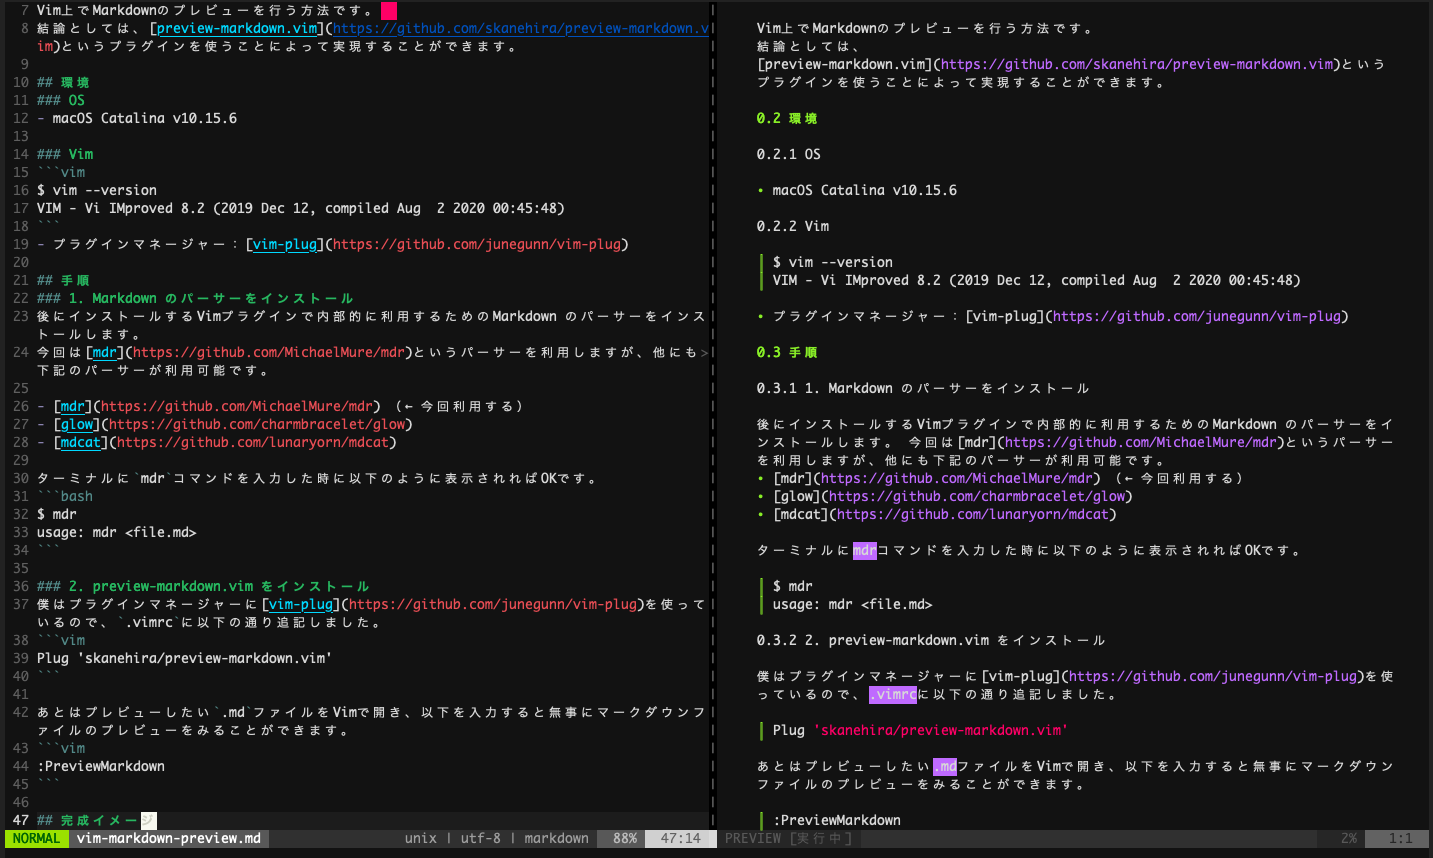 7 Vim上でMarkdownのプレビューを行う方法です。
8 結論としては、[preview-markdown.vim](https://github.com/skanehira/preview-markdown.v
im)というプラグインを使うことによって実現することができます。
9
10 ## 環境
11 ### OS
12 - macOS Catalina v10.15.6
13
14 ### Vim
15 ```vim
16 $ vim --version
17 VIM - Vi IMproved 8.2 (2019 Dec 12, compiled Aug  2 2020 00:45:48)
18 ```
19 - プラグインマネージャー：[vim-plug](https://github.com/junegunn/vim-plug)
20
21 ## 手順
22 ### 1. Markdown のパーサーをインストール
23 後にインストールするVimプラグインで内部的に利用するためのMarkdown のパーサーをインス
トールします。
24 今回は[mdr](https://github.com/MichaelMure/mdr)というパーサーを利用しますが、他にも>
下記のパーサーが利用可能です。
25
26 - [mdr](https://github.com/MichaelMure/mdr) （← 今回利用する）
27 - [glow](https://github.com/charmbracelet/glow)
28 - [mdcat](https://github.com/lunaryorn/mdcat)
29
30 ターミナルに`mdr`コマンドを入力した時に以下のように表示されればOKです。
31 ```bash
32 $ mdr
33 usage: mdr <file.md>
34 ```
35
36 ### 2. preview-markdown.vim をインストール
37 僕はプラグインマネージャーに[vim-plug](https://github.com/junegunn/vim-plug)を使って
いるので、`.vimrc`に以下の通り追記しました。
38 ```vim
39 Plug 'skanehira/preview-markdown.vim'
40 ```
41
42 あとはプレビューしたい`.md`ファイルをVimで開き、以下を入力すると無事にマークダウンフ
ァイルのプレビューをみることができます。
43 ```vim
44 :PreviewMarkdown
45 ```
46
47 ## 完成イメージ
NORMAL vim-markdown-preview.md unix | utf-8 | markdown 88% 47:14
Vim上でMarkdownのプレビューを行う方法です。
結論としては、
[preview-markdown.vim](https://github.com/skanehira/preview-markdown.vim)という
プラグインを使うことによって実現することができます。
0.2 環境
0.2.1 OS
• macOS Catalina v10.15.6
0.2.2 Vim
$ vim --version
VIM - Vi IMproved 8.2 (2019 Dec 12, compiled Aug  2 2020 00:45:48)
• プラグインマネージャー：[vim-plug](https://github.com/junegunn/vim-plug)
0.3 手順
0.3.1 1. Markdown のパーサーをインストール
後にインストールするVimプラグインで内部的に利用するためのMarkdown のパーサーをイ
ンストールします。 今回は[mdr](https://github.com/MichaelMure/mdr)というパーサー
を利用しますが、他にも下記のパーサーが利用可能です。
• [mdr](https://github.com/MichaelMure/mdr) （← 今回利用する）
• [glow](https://github.com/charmbracelet/glow)
• [mdcat](https://github.com/lunaryorn/mdcat)
ターミナルにmdrコマンドを入力した時に以下のように表示されればOKです。
$ mdr
usage: mdr <file.md>
0.3.2 2. preview-markdown.vim をインストール
僕はプラグインマネージャーに[vim-plug](https://github.com/junegunn/vim-plug)を使
っているので、.vimrcに以下の通り追記しました。
Plug 'skanehira/preview-markdown.vim'
あとはプレビューしたい.mdファイルをVimで開き、以下を入力すると無事にマークダウン
ファイルのプレビューをみることができます。
:PreviewMarkdown
PREVIEW [実行中] 2% 1:1